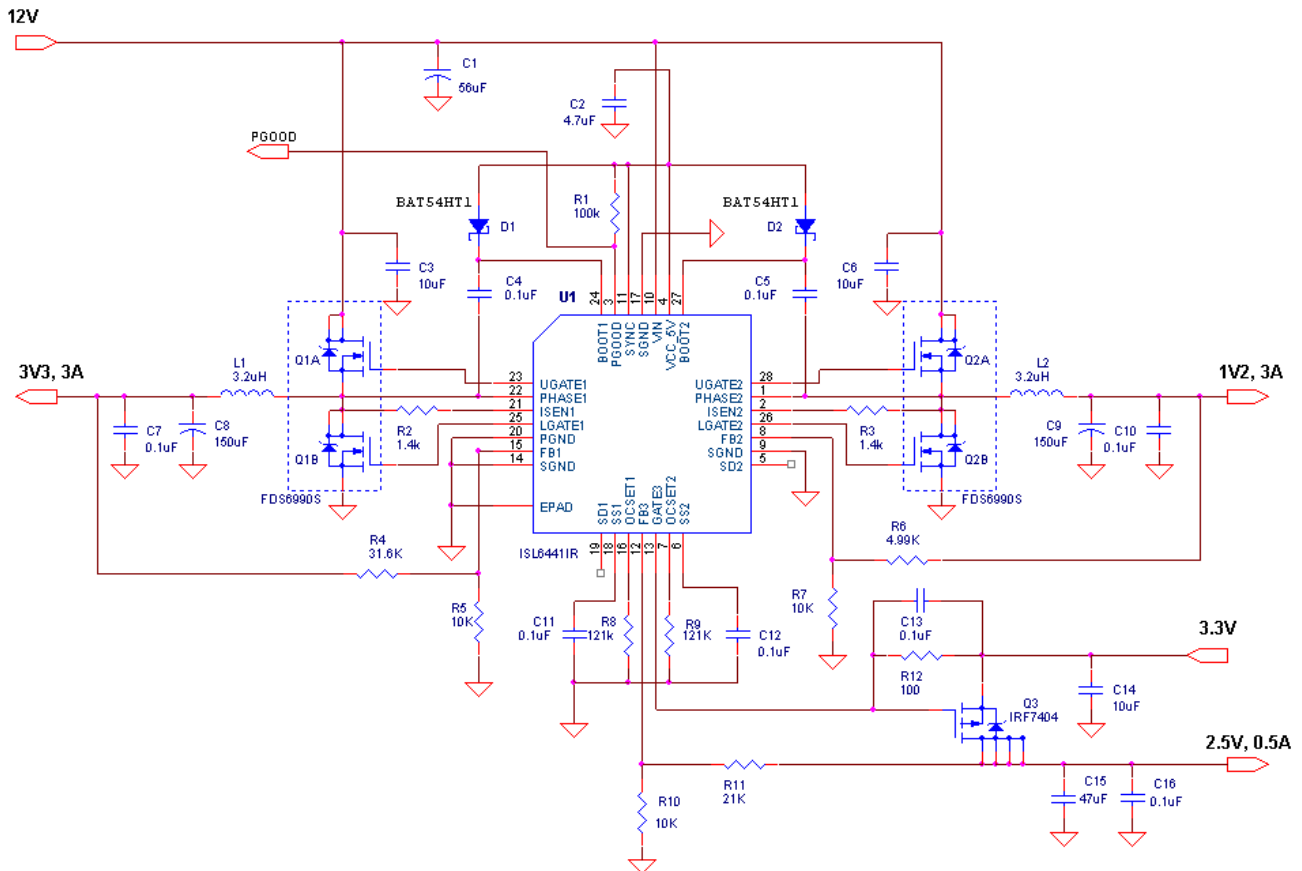 12V
C1
56uF
C2
4.7uF
PGOOD
BAT54HT1
D1
R1
100k
BAT54HT1
D2
C3
10uF
C4
0.1uF
C5
0.1uF
C6
10uF
U1
24
3
11
17
10
4
27
BOOT1
PGOOD
SYNC
SGND
VIN
VCC_5V
BOOT2
Q1A
Q2A
3V3, 3A
L1
3.2uH
L2
3.2uH
1V2, 3A
23
UGATE1
22
PHASE1
21
ISEN1
25
LGATE1
20
PGND
15
FB1
14
SGND
EPAD
UGATE2
28
PHASE2
1
ISEN2
2
LGATE2
26
FB2
8
SGND
9
SD2
5
C7
0.1uF
C8
150uF
Q1B
R2
1.4k
R3
1.4k
Q2B
C9
150uF
C10
0.1uF
FDS6990S
FDS6990S
SD1
SS1
OCSET1
FB3
GATE3
OCSET2
SS2
19
18
16
12
13
7
6
ISL6441IR
R4
31.6K
R6
4.99K
R5
10K
C11
0.1uF
R8
121k
R9
121K
C12
0.1uF
R7
10K
C13
0.1uF
R12
100
3.3V
C14
10uF
Q3
IRF7404
2.5V, 0.5A
R11
21K
R10
10K
C15
47uF
C16
0.1uF